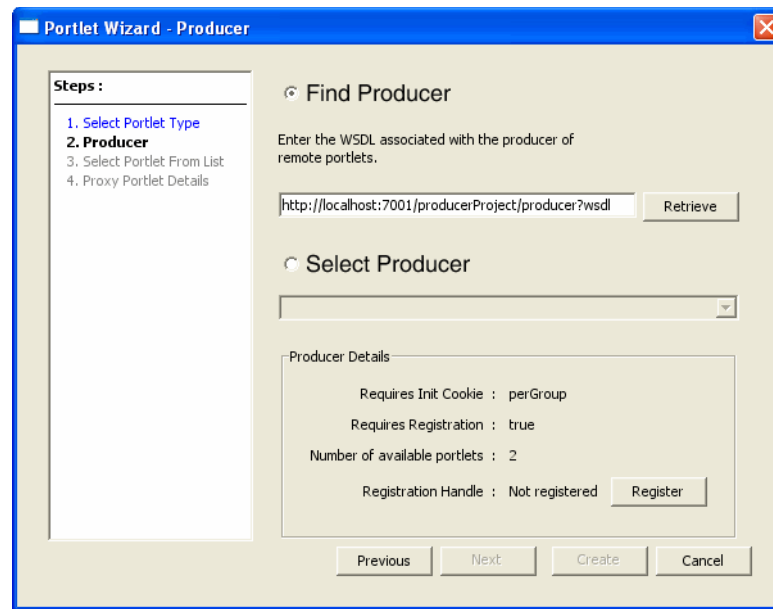 Portlet Wizard - Producer
Steps :
1. Select Portlet Type
2. Producer
3. Select Portlet From List
4. Proxy Portlet Details
Find Producer
Enter the WSDL associated with the producer of
remote portlets.
http://localhost:7001/producerProject/producer?wsdl
Retrieve
Select Producer
Producer Details
Requires Init Cookie : perGroup
Requires Registration : true
Number of available portlets : 2
Registration Handle : Not registered Register
Previous Next Create Cancel